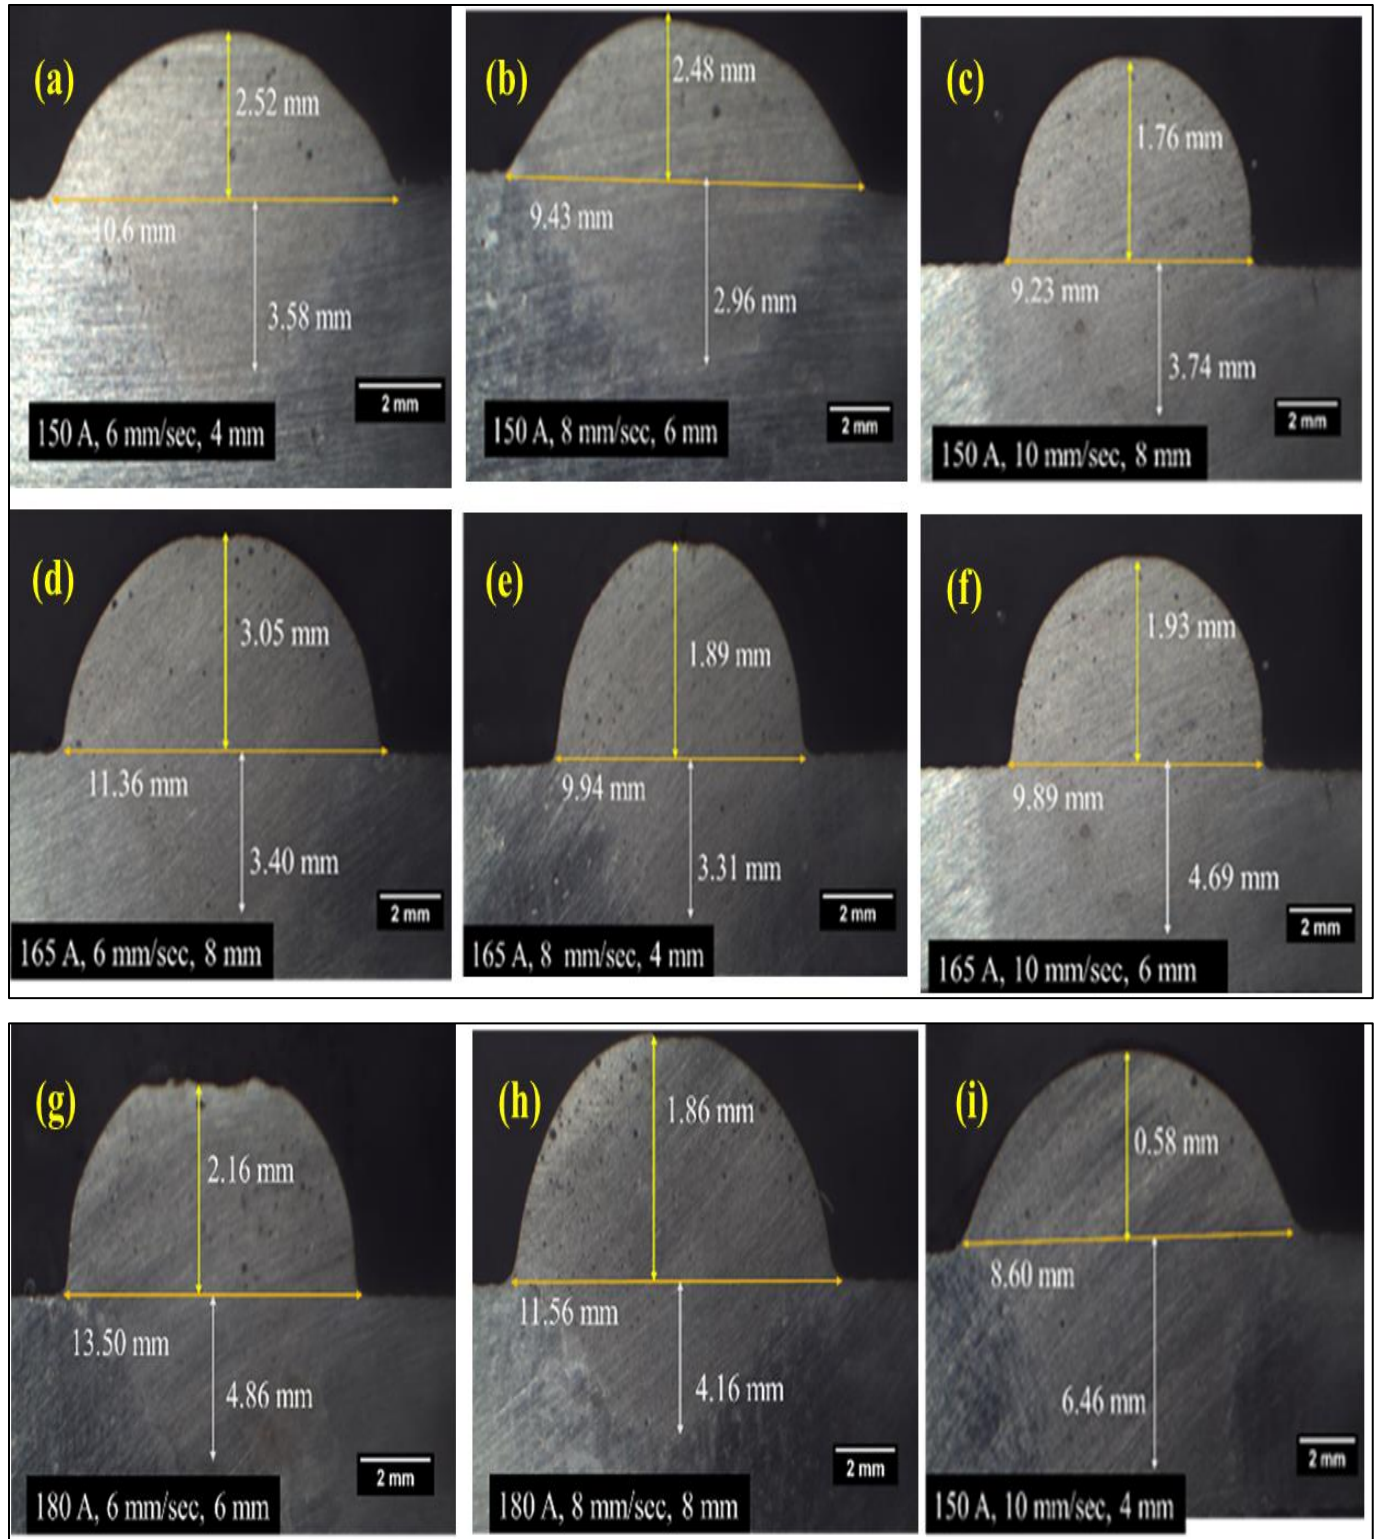 (a)
2.52 mm
10.6 mm
3.58 mm
2 mm
150 A, 6 mm/sec, 4 mm
(b)
2.48 mm
9.43 mm
2.96 mm
2 mm
150 A, 8 mm/sec, 6 mm
(c)
1.76 mm
9.23 mm
3.74 mm
2 mm
150 A, 10 mm/sec, 8 mm
(d)
3.05 mm
11.36 mm
3.40 mm
2 mm
165 A, 6 mm/sec, 8 mm
(e)
1.89 mm
9.94 mm
3.31 mm
2 mm
165 A, 8 mm/sec, 4 mm
(f)
1.93 mm
9.89 mm
4.69 mm
2 mm
165 A, 10 mm/sec, 6 mm
(g)
2.16 mm
13.50 mm
4.86 mm
2 mm
180 A, 6 mm/sec, 6 mm
(h)
1.86 mm
11.56 mm
4.16 mm
2 mm
180 A, 8 mm/sec, 8 mm
(i)
0.58 mm
8.60 mm
6.46 mm
2 mm
150 A, 10 mm/sec, 4 mm